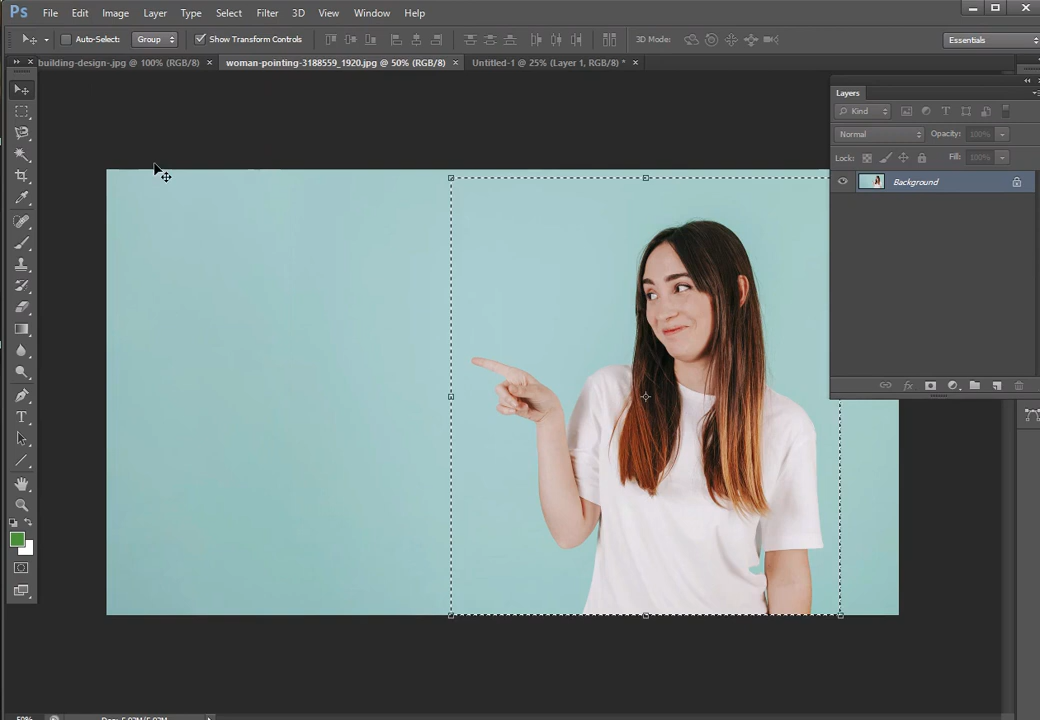 Ps File Edit Image Layer Type Select Filter 3D View Window Help
Auto-Select: Group Show Transform Controls 3D Mode: Essentials
building-design-.jpg @ 100% (RGB/8) × woman-pointing-3188559_1920.jpg @ 50% (RGB/8) × Untitled-1 @ 25% (Layer 1, RGB/8) * ×
Layers
Kind
Normal Opacity: 100%
Lock: Fill: 100%
Background
T
50%